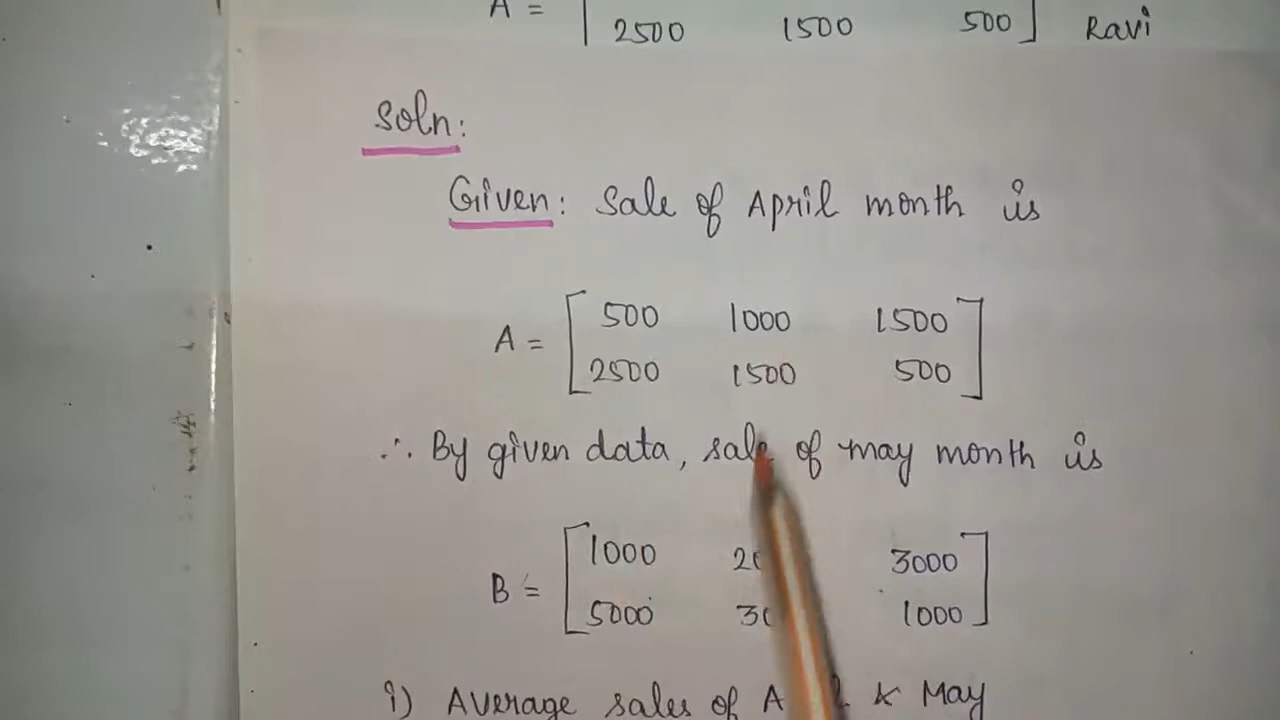 A = [ 2500 1500 500 ] Ravi
Soln:
Given: Sale of April month is
A = [ 500 1000 1500
2500 1500 500 ]
∴ By given data, sale of may month is
B = [ 1000 3000
5000 1000 ]
i) Average sales of & May